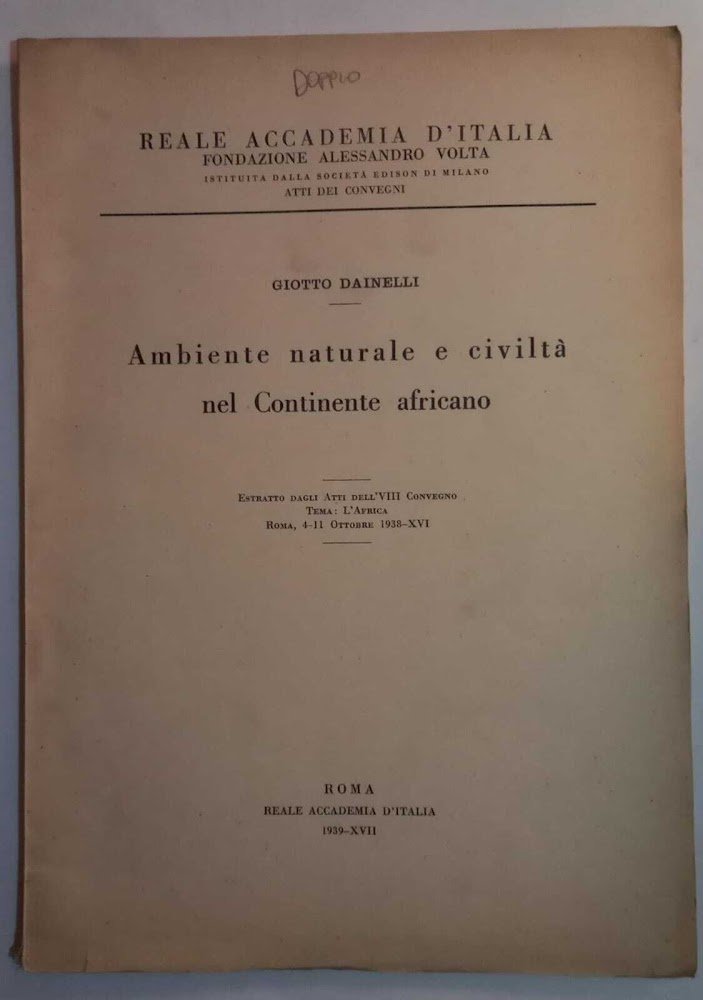 DOPPIO
REALE ACCADEMIA D'ITALIA
FONDAZIONE ALESSANDRO VOLTA
ISTITUITA DALLA SOCIETÀ EDISON DI MILANO
ATTI DEI CONVEGNI
GIOTTO DAINELLI
Ambiente naturale e civiltà
nel Continente africano
ESTRATTO DAGLI ATTI DELL'VIII CONVEGNO
TEMA: L'AFRICA
ROMA, 4-11 OTTOBRE 1938-XVI
ROMA
REALE ACCADEMIA D'ITALIA
1939-XVII